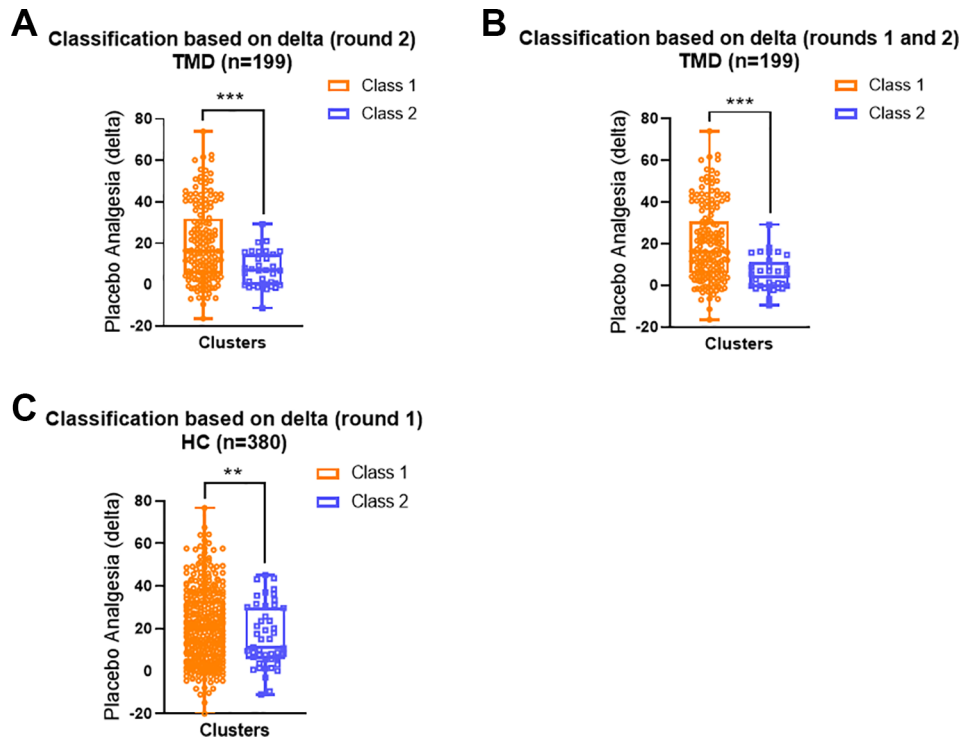 A
Classification based on delta (round 2)
TMD (n=199)
Class 1
Class 2
***
Placebo Analgesia (delta)
80
60
40
20
0
-20
Clusters
B
Classification based on delta (rounds 1 and 2)
TMD (n=199)
Class 1
Class 2
***
Placebo Analgesia (delta)
80
60
40
20
0
-20
Clusters
C
Classification based on delta (round 1)
HC (n=380)
Class 1
Class 2
**
Placebo Analgesia (delta)
80
60
40
20
0
-20
Clusters